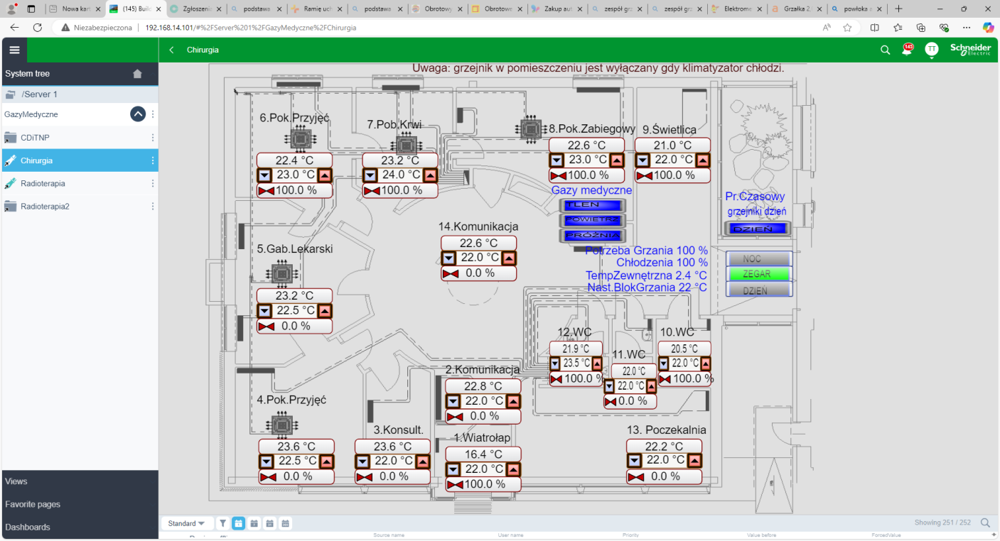 Nowa kart
(145) Builc
Zgłoszeni
podstawa
Ramię ucł
podstawa
Obrotowy
Obrotowe
Zakup aut
zespół grz
zespół grz
Elektrome
Grzałka 2,
powłoka
Niezabezpieczona
192.168.14.101/#%2FServer%201%2FGazyMedyczne%2FChirurgia
Chirurgia
145
TT
Schneider
Electric
System tree
/Server 1
GazyMedyczne
CDiTNP
Chirurgia
Radioterapia
Radioterapia2
Views
Favorite pages
Dashboards
Uwaga: grzejnik w pomieszczeniu jest wyłączany gdy klimatyzator chłodzi.
6.Pok.Przyjęć
22.4 °C
23.0 °C
100.0 %
7.Pob.Krwi
23.2 °C
24.0 °C
100.0 %
8.Pok.Zabiegowy
22.6 °C
23.0 °C
100.0 %
9.Świetlica
21.0 °C
22.0 °C
100.0 %
Gazy medyczne
TLEN
POWIETRZ
PRÓŻNIA
Pr.Czasowy
grzejniki dzień
DZIEŃ
14.Komunikacja
22.6 °C
22.0 °C
0.0 %
5.Gab.Lekarski
23.2 °C
22.5 °C
0.0 %
Potrzeba Grzania 100 %
Chłodzenia 100 %
TempZewnętrzna 2.4 °C
Nast.BlokGrzania 22 °C
NOC
ZEGAR
DZIEŃ
12.WC
21.9 °C
23.5 °C
100.0 %
11.WC
22.0 °C
22.0 °C
0.0 %
10.WC
20.5 °C
22.0 °C
100.0 %
2.Komunikacja
22.8 °C
22.0 °C
0.0 %
4.Pok.Przyjęć
23.6 °C
22.5 °C
0.0 %
3.Konsult.
23.6 °C
22.0 °C
0.0 %
1.Wiatrołap
16.4 °C
22.0 °C
100.0 %
13. Poczekalnia
22.2 °C
22.0 °C
0.0 %
Standard
Showing 251 / 252
Source name
User name
Priority
Value before
ForcedValue